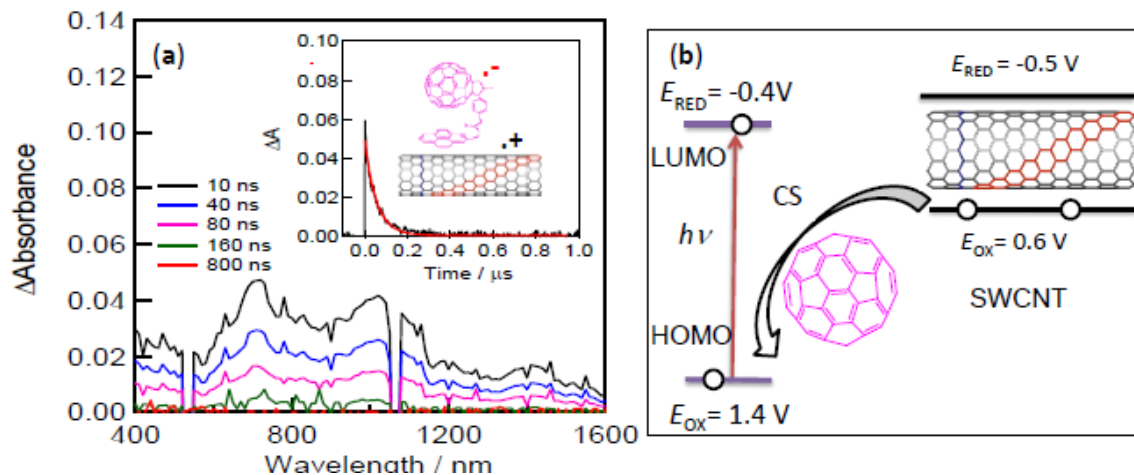 (a)
ΔAbsorbance
0.14
0.12
0.10
0.08
0.06
0.04
0.02
0.00
10 ns
40 ns
80 ns
160 ns
800 ns
400
800
1200
1600
Wavelength / nm
ΔA
0.10
0.08
0.06
0.04
0.02
0.00
.-
.+
0.0 0.2 0.4 0.6 0.8 1.0
Time / μs
(b)
E_RED = -0.5 V
E_RED = -0.4V
LUMO
CS
hν
E_OX = 0.6 V
SWCNT
HOMO
E_OX = 1.4 V